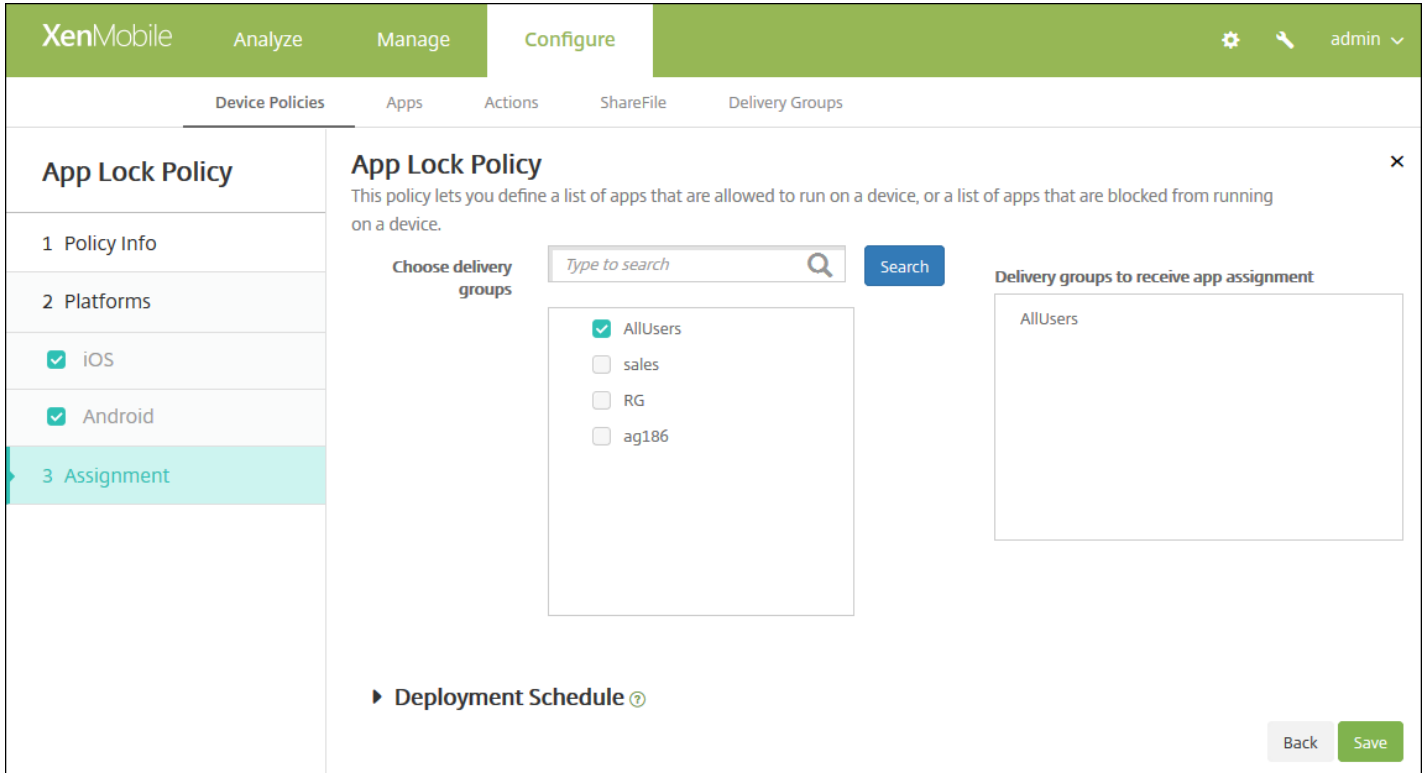 XenMobile Analyze Manage Configure admin
Device Policies Apps Actions ShareFile Delivery Groups
App Lock Policy
1 Policy Info
2 Platforms
iOS
Android
3 Assignment
App Lock Policy
This policy lets you define a list of apps that are allowed to run on a device, or a list of apps that are blocked from running
on a device.
Choose delivery
groups
Type to search
Search
AllUsers
sales
RG
ag186
Delivery groups to receive app assignment
AllUsers
Deployment Schedule ?
Back Save